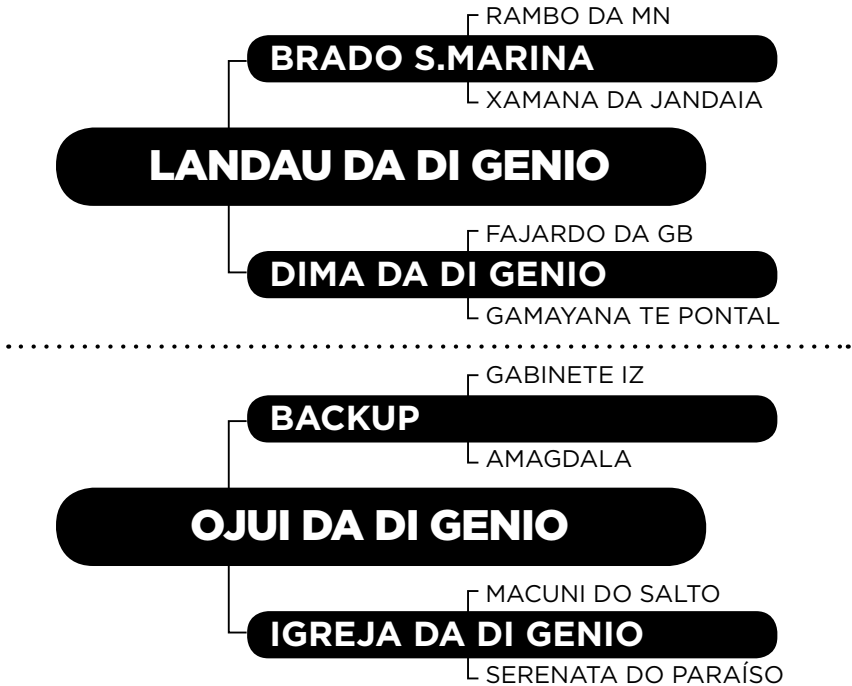 RAMBO DA MN
BRADO S.MARINA
XAMANA DA JANDAIA
LANDAU DA DI GENIO
FAJARDO DA GB
DIMA DA DI GENIO
GAMAYANA TE PONTAL
GABINETE IZ
BACKUP
AMAGDALA
OJUI DA DI GENIO
MACUNI DO SALTO
IGREJA DA DI GENIO
SERENATA DO PARAÍSO